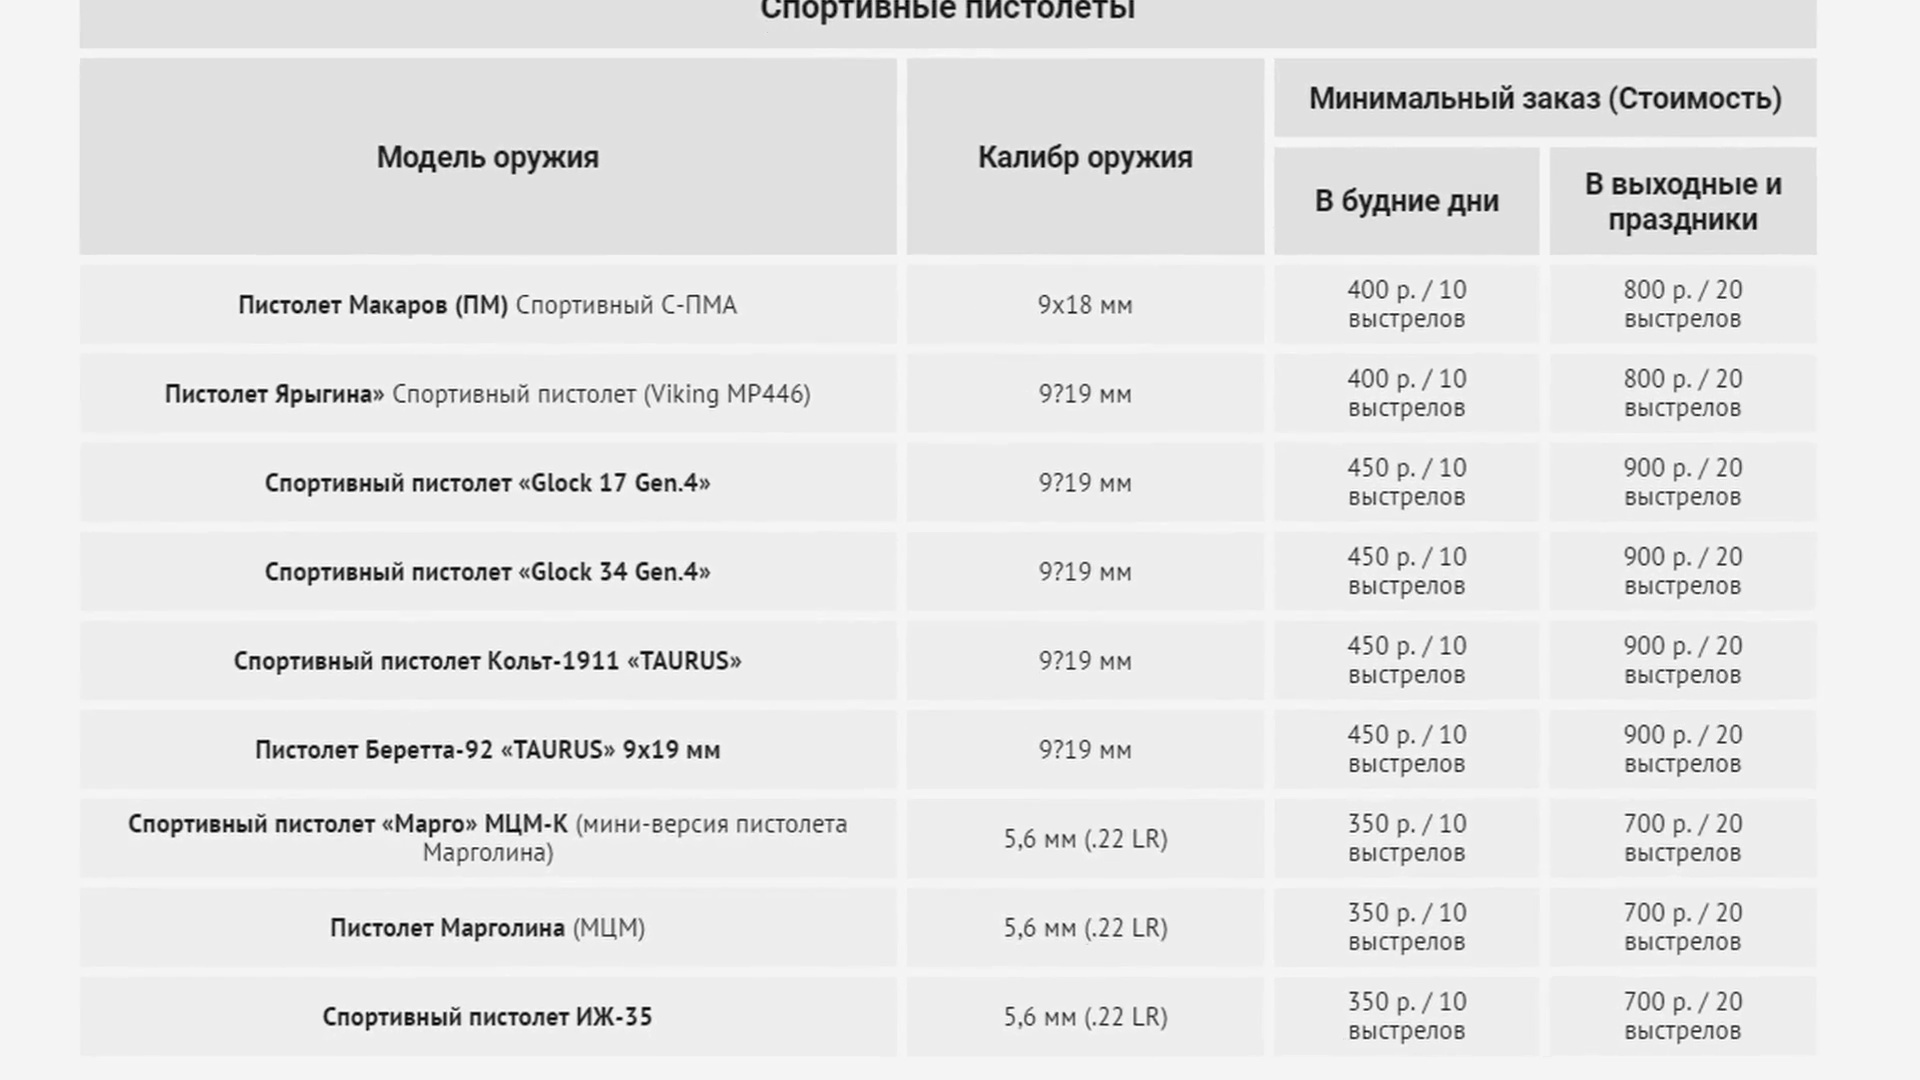 Спортивные пистолеты
Модель оружия
Калибр оружия
Минимальный заказ (Стоимость)
В будние дни
В выходные и
праздники
Пистолет Макаров (ПМ) Спортивный С-ПМА
9х18 мм
400 р. / 10
выстрелов
800 р. / 20
выстрелов
Пистолет Ярыгина» Спортивный пистолет (Viking MP446)
9?19 мм
400 р. / 10
выстрелов
800 р. / 20
выстрелов
Спортивный пистолет «Glock 17 Gen.4»
9?19 мм
450 р. / 10
выстрелов
900 р. / 20
выстрелов
Спортивный пистолет «Glock 34 Gen.4»
9?19 мм
450 р. / 10
выстрелов
900 р. / 20
выстрелов
Спортивный пистолет Кольт-1911 «TAURUS»
9?19 мм
450 р. / 10
выстрелов
900 р. / 20
выстрелов
Пистолет Беретта-92 «TAURUS» 9х19 мм
9?19 мм
450 р. / 10
выстрелов
900 р. / 20
выстрелов
Спортивный пистолет «Марго» МЦМ-К (мини-версия пистолета
Марголина)
5,6 мм (.22 LR)
350 р. / 10
выстрелов
700 р. / 20
выстрелов
Пистолет Марголина (МЦМ)
5,6 мм (.22 LR)
350 р. / 10
выстрелов
700 р. / 20
выстрелов
Спортивный пистолет ИЖ-35
5,6 мм (.22 LR)
350 р. / 10
выстрелов
700 р. / 20
выстрелов